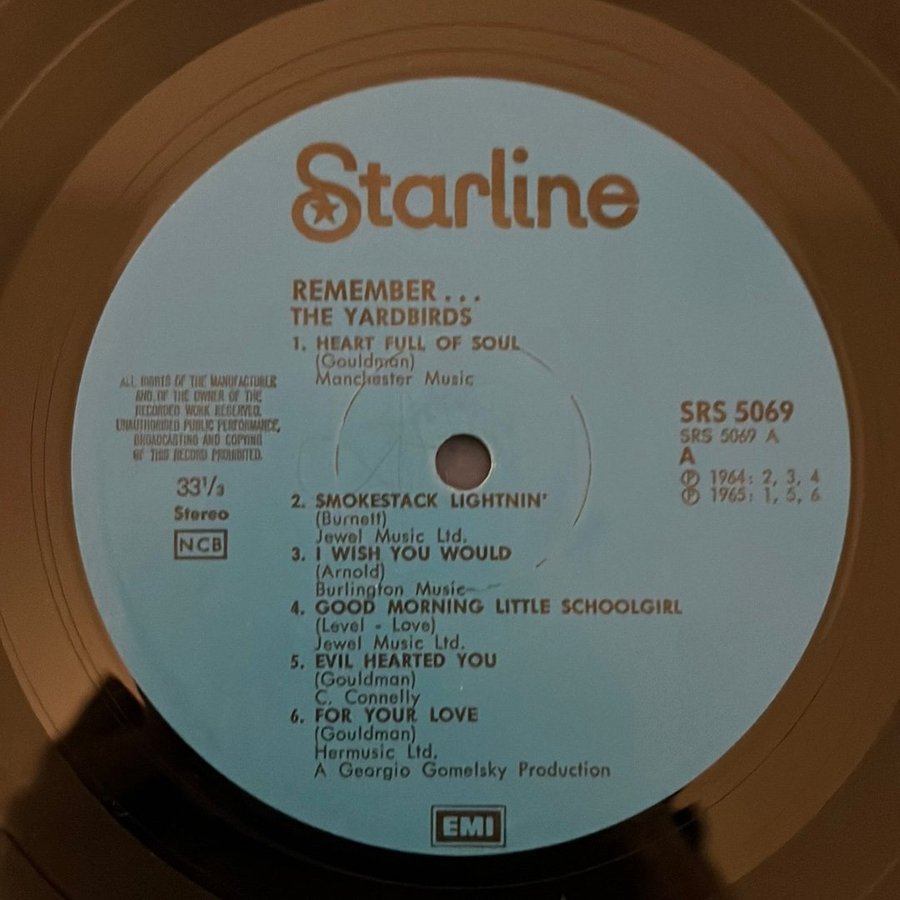 Starline
REMEMBER...
THE YARDBIRDS
1. HEART FULL OF SOUL
(Gouldman)
Manchester Music
ALL RIGHTS OF THE MANUFACTURER
AND OF THE OWNER OF THE
RECORDED WORK RESERVED.
UNAUTHORISED PUBLIC PERFORMANCE,
BROADCASTING AND COPYING
OF THIS RECORD PROHIBITED.
33⅓
Stereo
NCB
SRS 5069
SRS 5069 A
A
℗ 1964: 2, 3, 4
℗ 1965: 1, 5, 6
2. SMOKESTACK LIGHTNIN'
(Burnett)
Jewel Music Ltd.
3. I WISH YOU WOULD
(Arnold)
Burlington Music
4. GOOD MORNING LITTLE SCHOOLGIRL
(Level - Love)
Jewel Music Ltd.
5. EVIL HEARTED YOU
(Gouldman)
C. Connelly
6. FOR YOUR LOVE
(Gouldman)
Hermusic Ltd.
A Georgio Gomelsky Production
EMI